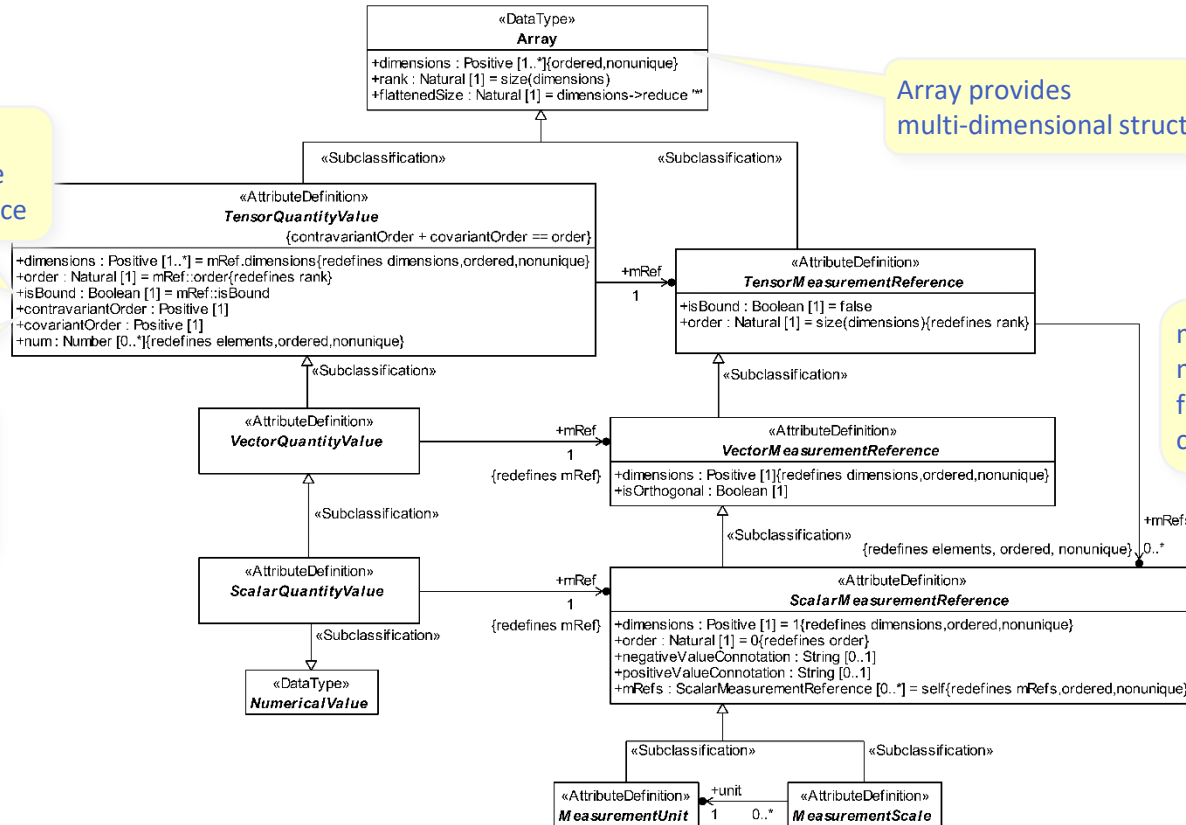 «DataType»
Array
+dimensions : Positive [1..*]{ordered,nonunique}
+rank : Natural [1] = size(dimensions)
+flattenedSize : Natural [1] = dimensions->reduce '*'
Array provides
multi-dimensional struct
e
ce
«Subclassification»
«Subclassification»
«AttributeDefinition»
TensorQuantityValue
{contravariantOrder + covariantOrder == order}
+dimensions : Positive [1..*] = mRef.dimensions{redefines dimensions,ordered,nonunique}
+order : Natural [1] = mRef::order{redefines rank}
+isBound : Boolean [1] = mRef::isBound
+contravariantOrder : Positive [1]
+covariantOrder : Positive [1]
+num : Number [0..*]{redefines elements,ordered,nonunique}
+mRef
1
«AttributeDefinition»
TensorMeasurementReference
+isBound : Boolean [1] = false
+order : Natural [1] = size(dimensions){redefines rank}
«Subclassification»
«Subclassification»
«AttributeDefinition»
VectorQuantityValue
+mRef
1
{redefines mRef}
«AttributeDefinition»
VectorMeasurementReference
+dimensions : Positive [1]{redefines dimensions,ordered,nonunique}
+isOrthogonal : Boolean [1]
«Subclassification»
«Subclassification»
+mRefs
{redefines elements, ordered, nonunique}
0..*
«AttributeDefinition»
ScalarQuantityValue
+mRef
1
{redefines mRef}
«AttributeDefinition»
ScalarMeasurementReference
+dimensions : Positive [1] = 1{redefines dimensions,ordered,nonunique}
+order : Natural [1] = 0{redefines order}
+negativeValueConnotation : String [0..1]
+positiveValueConnotation : String [0..1]
+mRefs : ScalarMeasurementReference [0..*] = self{redefines mRefs,ordered,nonunique}
«Subclassification»
«DataType»
NumericalValue
«Subclassification»
«Subclassification»
«AttributeDefinition»
MeasurementUnit
+unit
1
0..*
«AttributeDefinition»
MeasurementScale